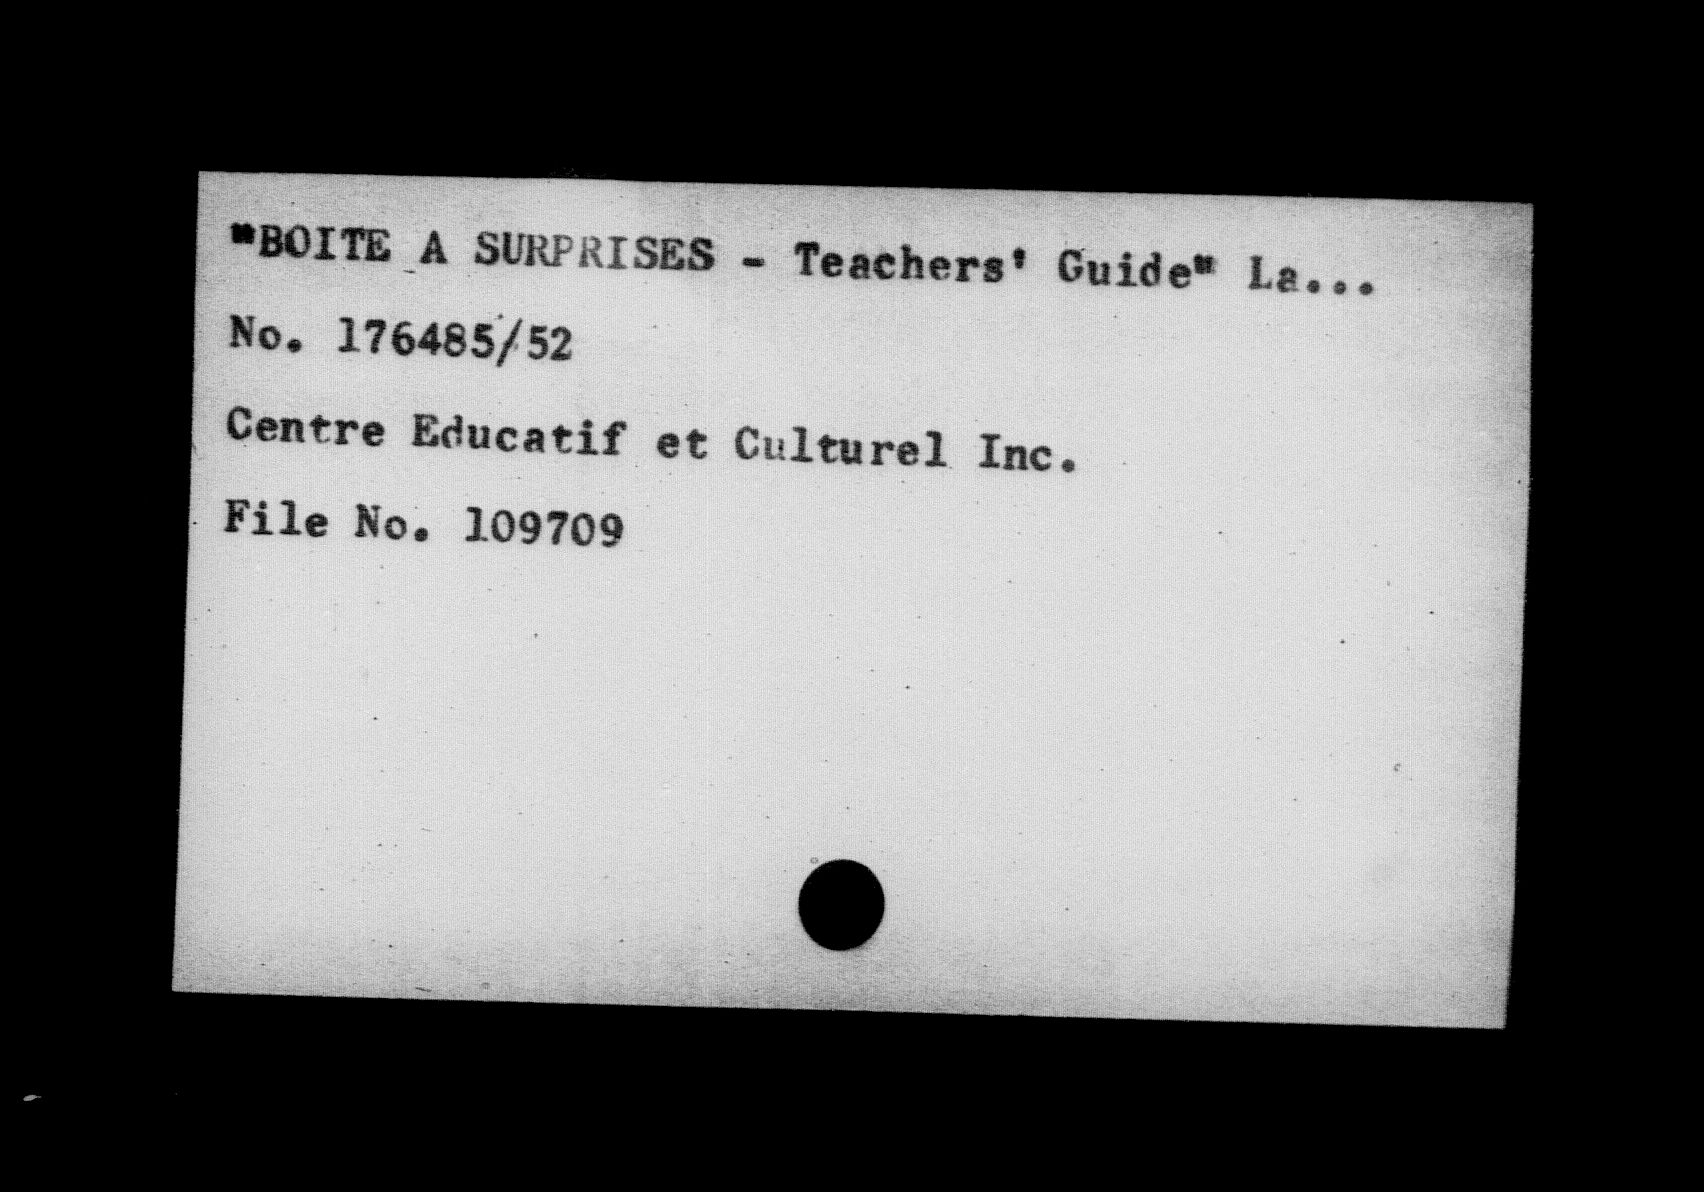 "BOITE A SURPRISES - Teachers' Guide" La...
No. 176485/52
Centre Educatif et Culturel Inc.
File No. 109709